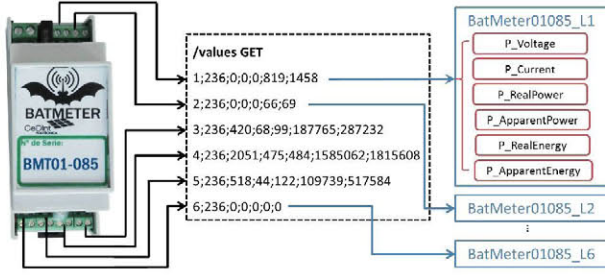 BATMETER
CeDInt
Nº de Serie:
BMT01-085
/values GET
1;236;0;0;0;819;1458
2;236;0;0;0;66;69
3;236;420;68;99;187765;287232
4;236;2051;475;484;1585062;1815608
5;236;518;44;122;109739;517584
6;236;0;0;0;0;0
BatMeter01085_L1
P_Voltage
P_Current
P_RealPower
P_ApparentPower
P_RealEnergy
P_ApparentEnergy
BatMeter01085_L2
⋮
BatMeter01085_L6